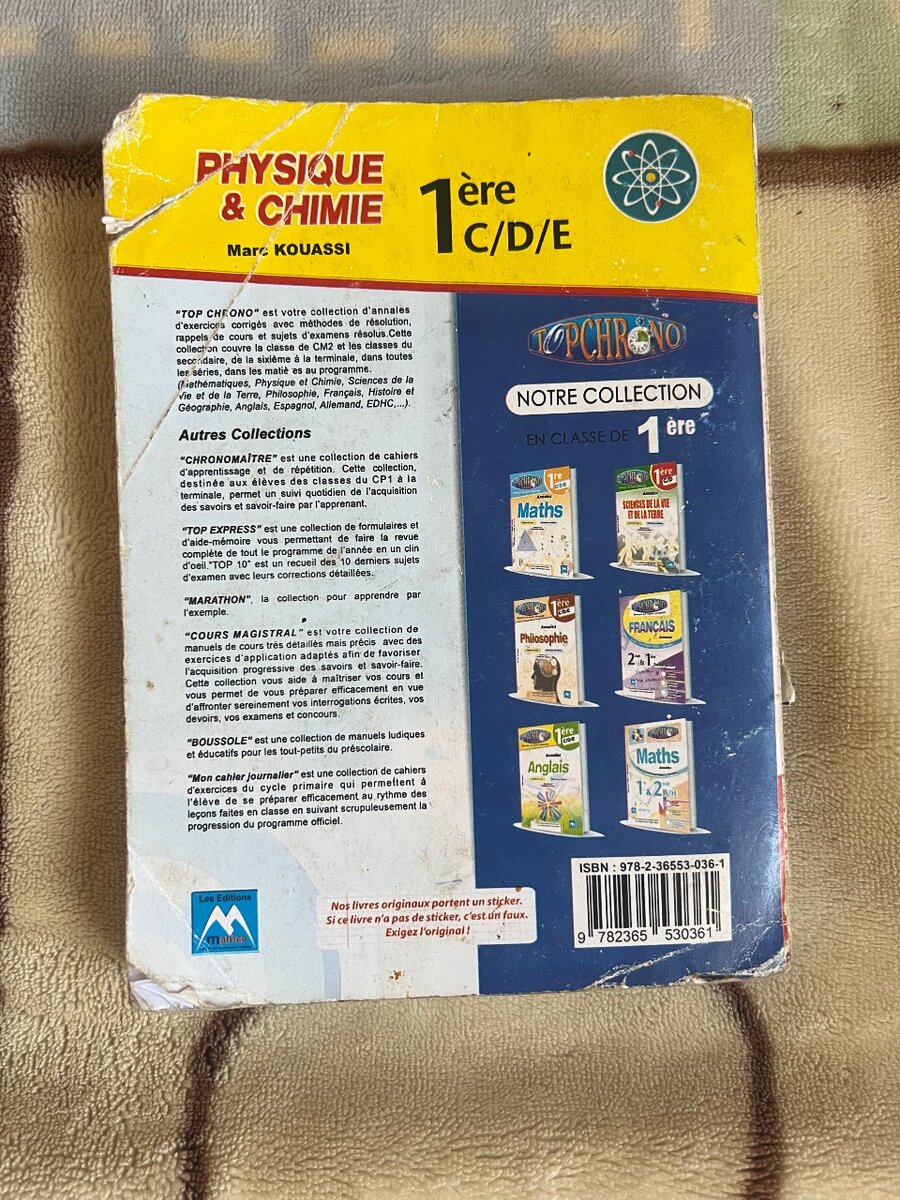 PHYSIQUE
& CHIMIE
Marc KOUASSI
1ère
C/D/E
"TOP CHRONO" est votre collection d'annales
d'exercices corrigés avec méthodes de résolution,
rappels de cours et sujets d'examens résolus.Cette
collection couvre la classe de CM2 et les classes du
secondaire, de la sixième à la terminale, dans toutes
les séries, dans les matières au programme.
(Mathématiques, Physique et Chimie, Sciences de la
Vie et de la Terre, Philosophie, Français, Histoire et
Géographie, Anglais, Espagnol, Allemand, EDHC,...).
Autres Collections
"CHRONOMAÎTRE" est une collection de cahiers
d'apprentissage et de répétition. Cette collection,
destinée aux élèves des classes du CP1 à la
terminale, permet un suivi quotidien de l'acquisition
des savoirs et savoir-faire par l'apprenant.
"TOP EXPRESS" est une collection de formulaires et
d'aide-mémoire vous permettant de faire la revue
complète de tout le programme de l'année en un clin
d'oeil."TOP 10" est un recueil des 10 derniers sujets
d'examen avec leurs corrections détaillées.
"MARATHON", la collection pour apprendre par
l'exemple.
"COURS MAGISTRAL" est votre collection de
manuels de cours très détaillés mais précis avec des
exercices d'application adaptés afin de favoriser
l'acquisition progressive des savoirs et savoir-faire.
Cette collection vous aide à maîtriser vos cours et
vous permet de vous préparer efficacement en vue
d'affronter sereinement vos interrogations écrites, vos
devoirs, vos examens et concours.
"BOUSSOLE" est une collection de manuels ludiques
et éducatifs pour les tout-petits du préscolaire.
"Mon cahier journalier" est une collection de cahiers
d'exercices du cycle primaire qui permettent à
l'élève de se préparer efficacement au rythme des
leçons faites en classe en suivant scrupuleusement la
progression du programme officiel.
Les Editions
matice
Nos livres originaux portent un sticker.
Si ce livre n'a pas de sticker, c'est un faux.
Exigez l'original !
TOPCHRONO
NOTRE COLLECTION
EN CLASSE DE 1ère
1re
C/D/E
Annales
Maths
1ère
C/D
Annales
SCIENCES DE LA VIE
ET DE LA TERRE
1ère
C/D/E
Annales
Philosophie
FRANÇAIS
2nde & 1ère
1ère
C/D/E
Annales
Anglais
Maths
1ère & 2nde
ISBN : 978-2-36553-036-1
9 782365 530361